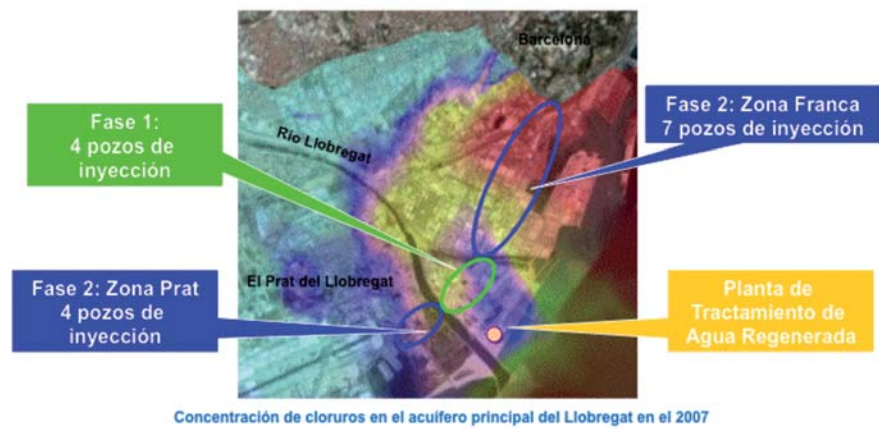 Barcelona
Fase 1:
4 pozos de
inyección
Fase 2: Zona Franca
7 pozos de inyección
Río Llobregat
El Prat del Llobregat
Fase 2: Zona Prat
4 pozos de
inyección
Planta de
Tractamiento de
Agua Regenerada
Concentración de cloruros en el acuífero principal del Llobregat en el 2007